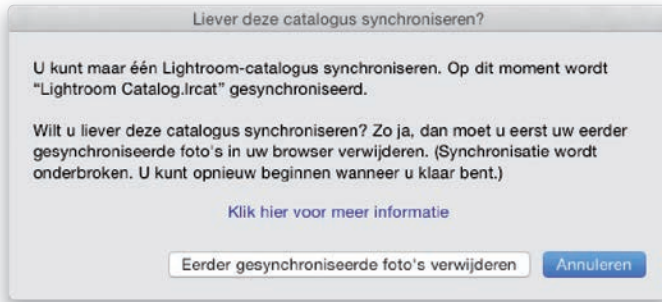 Liever deze catalogus synchroniseren?
U kunt maar één Lightroom-catalogus synchroniseren. Op dit moment wordt
“Lightroom Catalog.lrcat” gesynchroniseerd.
Wilt u liever deze catalogus synchroniseren? Zo ja, dan moet u eerst uw eerder
gesynchroniseerde foto's in uw browser verwijderen. (Synchronisatie wordt
onderbroken. U kunt opnieuw beginnen wanneer u klaar bent.)
Klik hier voor meer informatie
Eerder gesynchroniseerde foto's verwijderen Annuleren